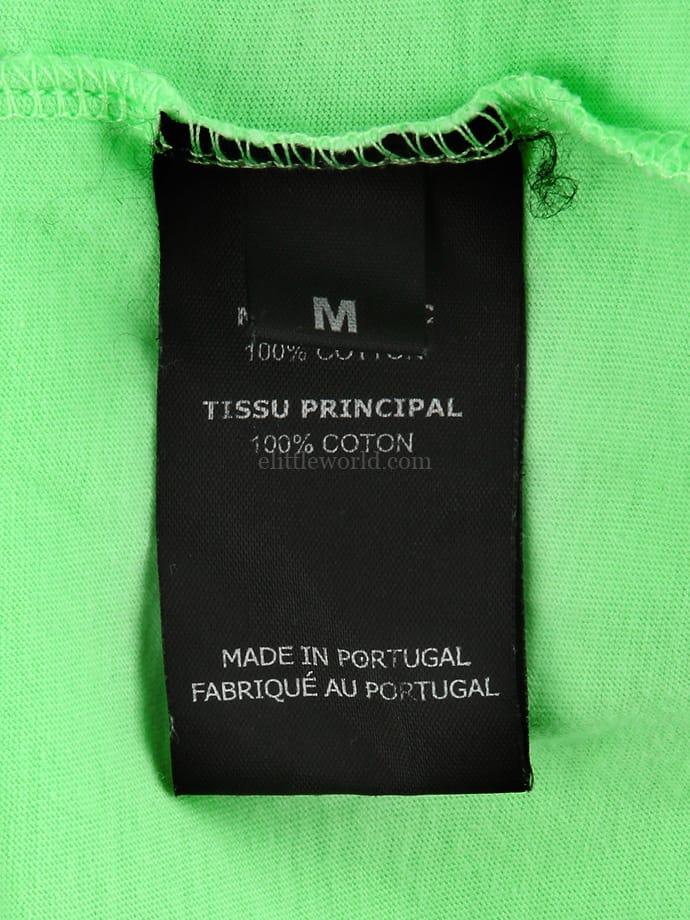 M
100% COTTON
TISSU PRINCIPAL
100% COTON
elittleworld.com
MADE IN PORTUGAL
FABRIQUÉ AU PORTUGAL